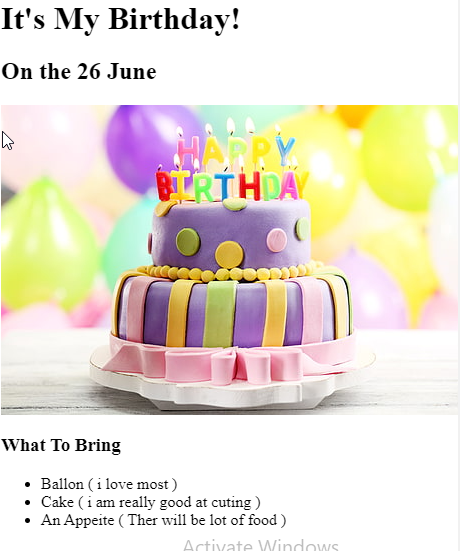 It's My Birthday!
On the 26 June
HAPPY
BIRTHDAY
What To Bring
Ballon ( i love most )
Cake ( i am really good at cuting )
An Appeite ( Ther will be lot of food )
Activate Windows